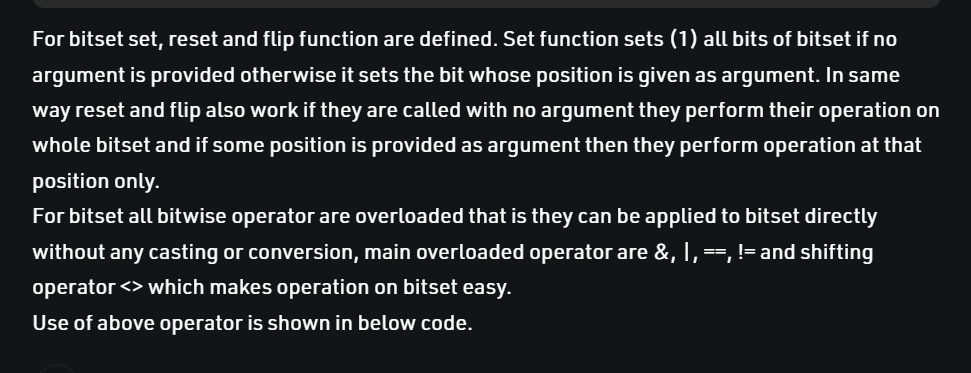 For bitset set, reset and flip function are defined. Set function sets (1) all bits of bitset if no
argument is provided otherwise it sets the bit whose position is given as argument. In same
way reset and flip also work if they are called with no argument they perform their operation on
whole bitset and if some position is provided as argument then they perform operation at that
position only.
For bitset all bitwise operator are overloaded that is they can be applied to bitset directly
without any casting or conversion, main overloaded operator are &, |, ==, != and shifting
operator <> which makes operation on bitset easy.
Use of above operator is shown in below code.